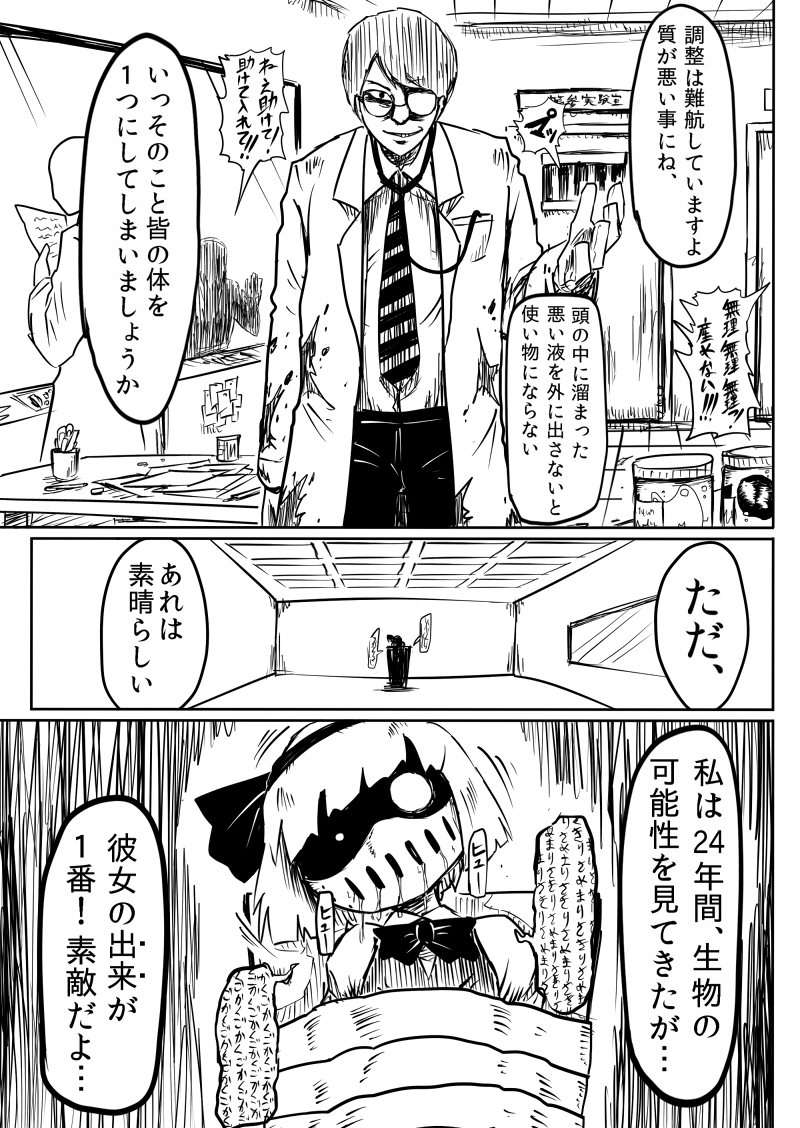 調整は難航していますよ
質が悪い事にね、
頭の中に溜まった
悪い液を外に出さないと
使い物にならない
無理無理無理!
産めない!!!
ねえ助けて!
助けて入れて!!!
いっそのこと皆の体を
1つにしてしまいましょうか
ただ、
あれは
素晴らしい
私は24年間、生物の
可能性を見てきたが…
ヒュー
ヒュー
彼女の出来が
1番!素敵だよ…